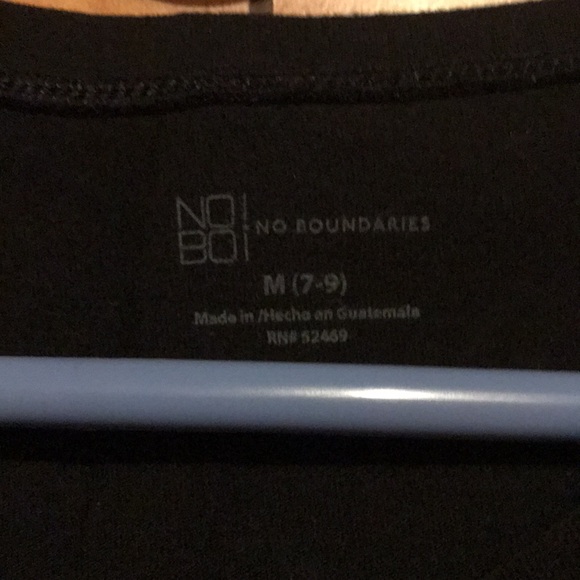 NO
BO
NO BOUNDARIES
M (7-9)
Made in /Hecho en Guatemala
RN# 52469